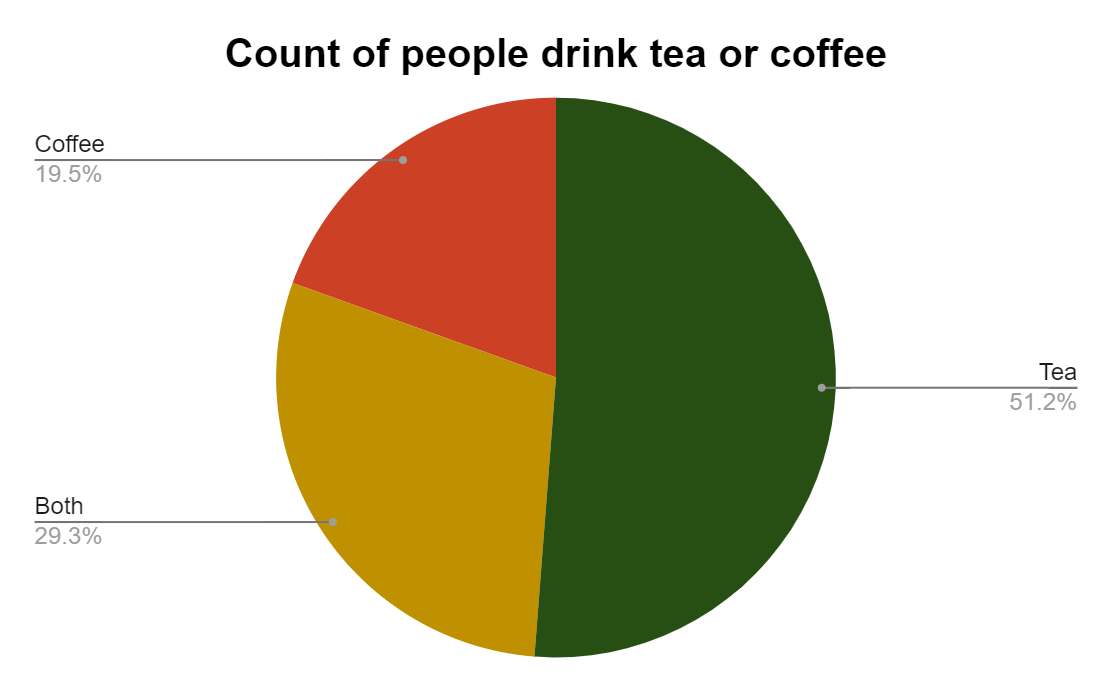 Count of people drink tea or coffee
Coffee
19.5%
Tea
51.2%
Both
29.3%